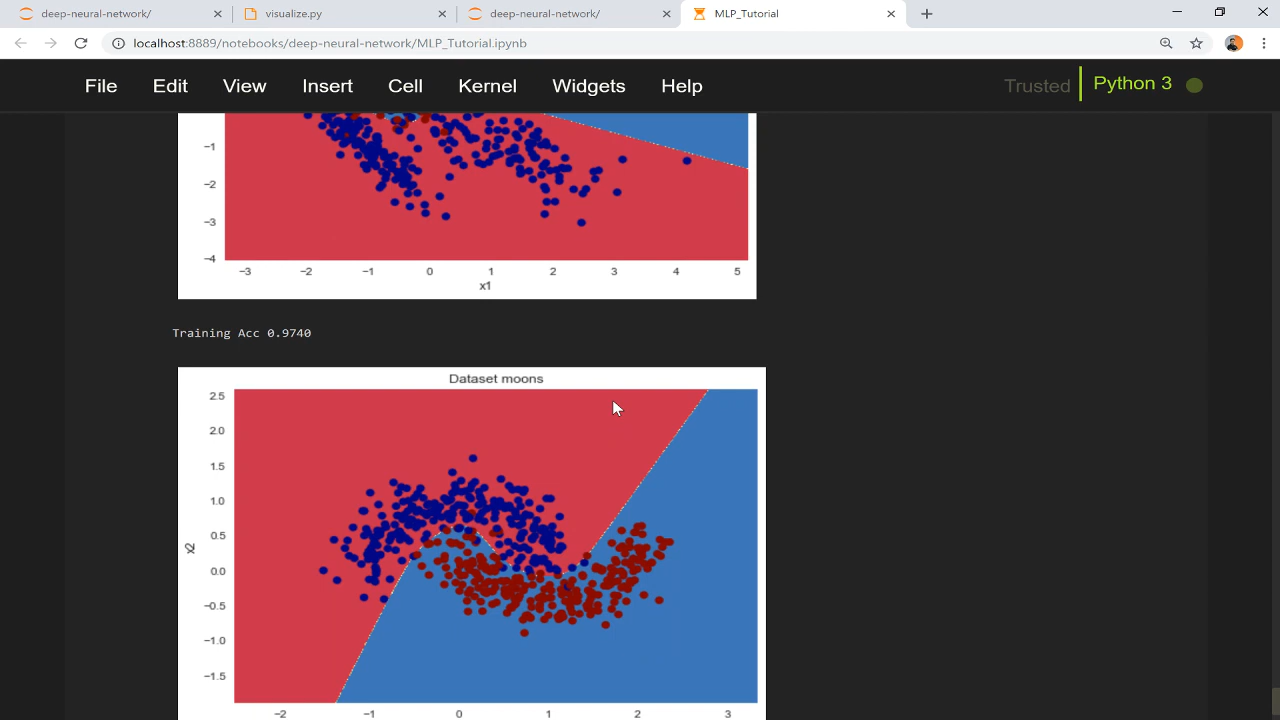 deep-neural-network/
visualize.py
deep-neural-network/
MLP_Tutorial
localhost:8889/notebooks/deep-neural-network/MLP_Tutorial.ipynb
File Edit View Insert Cell Kernel Widgets Help Trusted Python 3
−1
−2
−3
−4
−3 −2 −1 0 1 2 3 4 5
x1
Training Acc 0.9740
Dataset moons
2.5
2.0
1.5
1.0
0.5
x2
0.0
−0.5
−1.0
−1.5
−2 −1 0 1 2 3